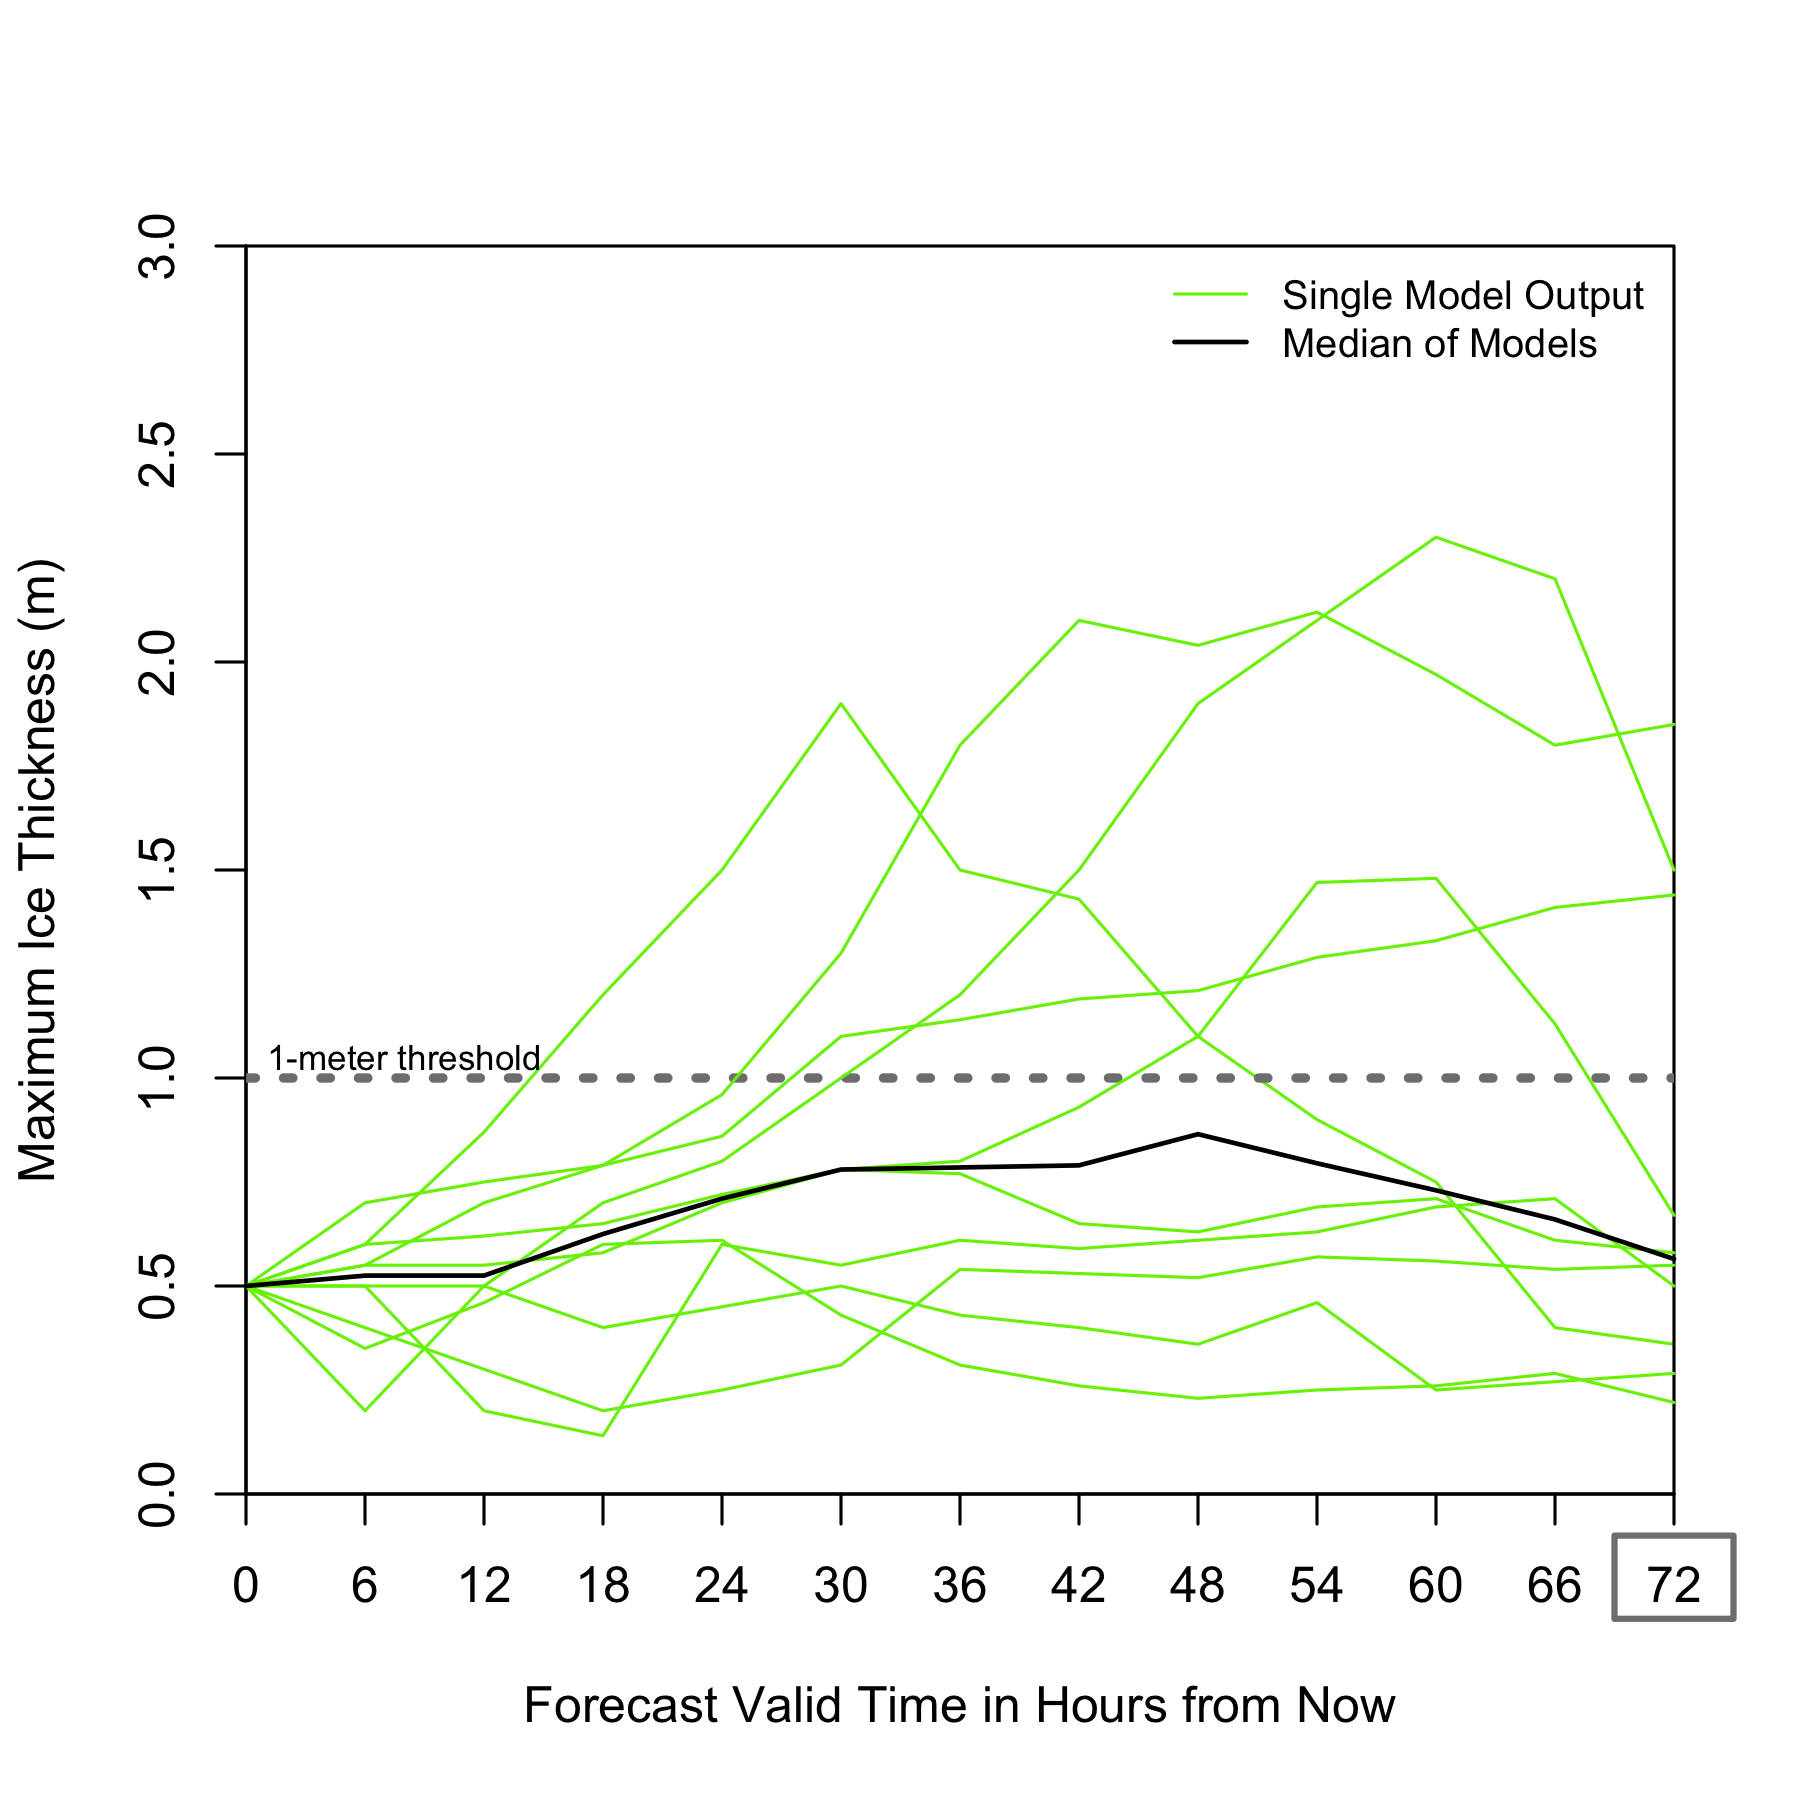 3.0
2.5
2.0
1.5
1.0
0.5
0.0
Maximum Ice Thickness (m)
Single Model Output
Median of Models
1-meter threshold
0 6 12 18 24 30 36 42 48 54 60 66 72
Forecast Valid Time in Hours from Now